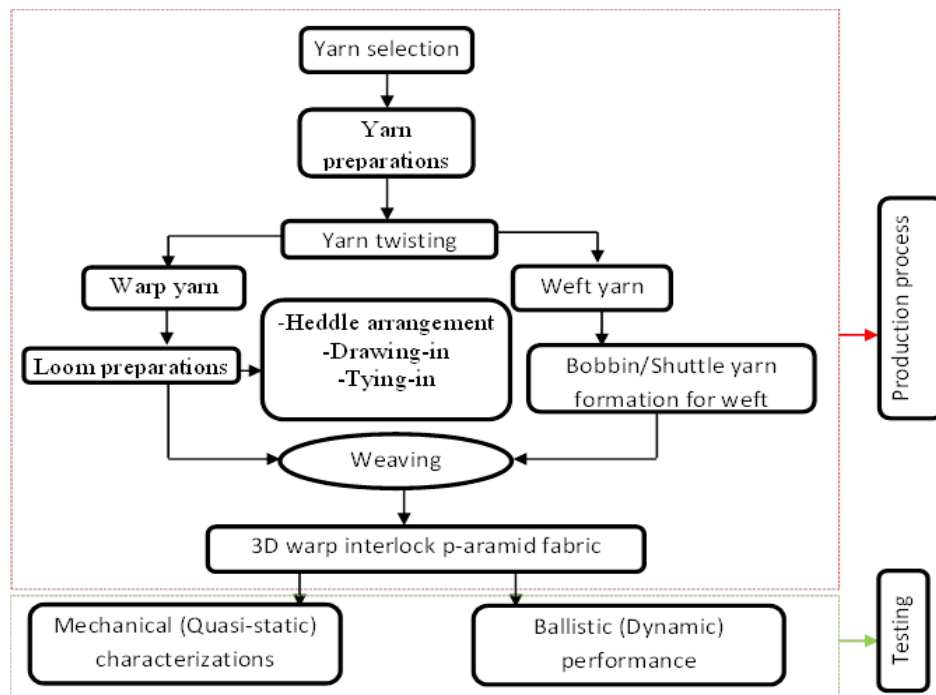 Yarn selection
Yarn
preparations
Yarn twisting
Warp yarn
Weft yarn
-Heddle arrangement
-Drawing-in
-Tying-in
Loom preparations
Bobbin/Shuttle yarn
formation for weft
Weaving
3D warp interlock p-aramid fabric
Mechanical (Quasi-static)
characterizations
Ballistic (Dynamic)
performance
Production process
Testing